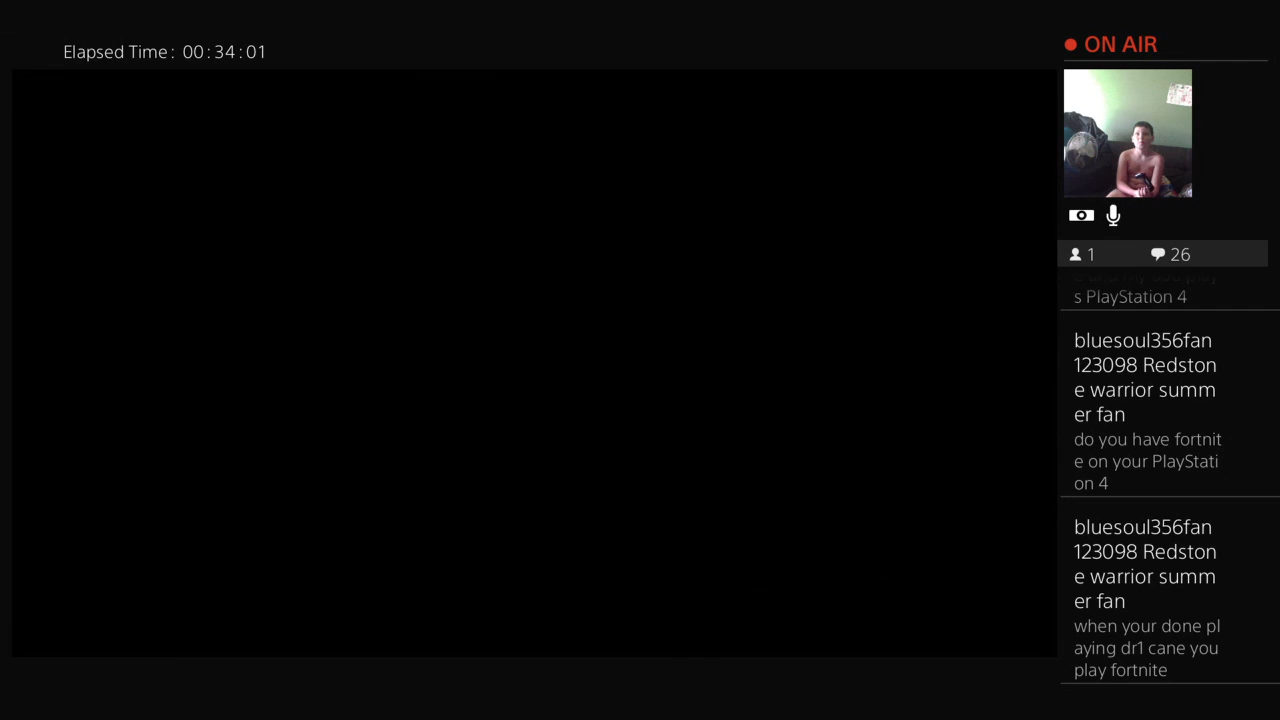 Elapsed Time: 00:34:01
ON AIR
1 26
s PlayStation 4
bluesoul356fan
123098 Redston
e warrior summ
er fan
do you have fortnit
e on your PlayStati
on 4
bluesoul356fan
123098 Redston
e warrior summ
er fan
when your done pl
aying dr1 cane you
play fortnite